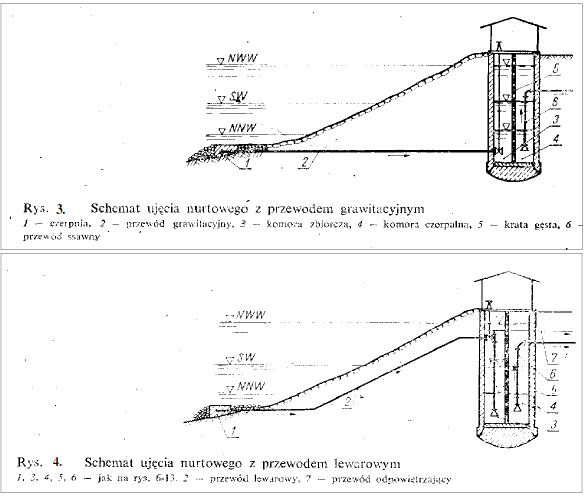 NWW
SW
NNW
1
2
5
6
3
4
Rys. 3. Schemat ujęcia nurtowego z przewodem grawitacyjnym
1 — czerpnia, 2 — przewód grawitacyjny, 3 — komora zbiorcza, 4 — komora czerpalna, 5 — krata gęsta, 6 —
przewód ssawny
NWW
SW
NNW
1
2
7
6
5
4
3
Rys. 4. Schemat ujęcia nurtowego z przewodem lewarowym
1, 3, 4, 5, 6 — jak na rys. 6-13. 2 — przewód lewarowy, 7 — przewód odpowietrzający